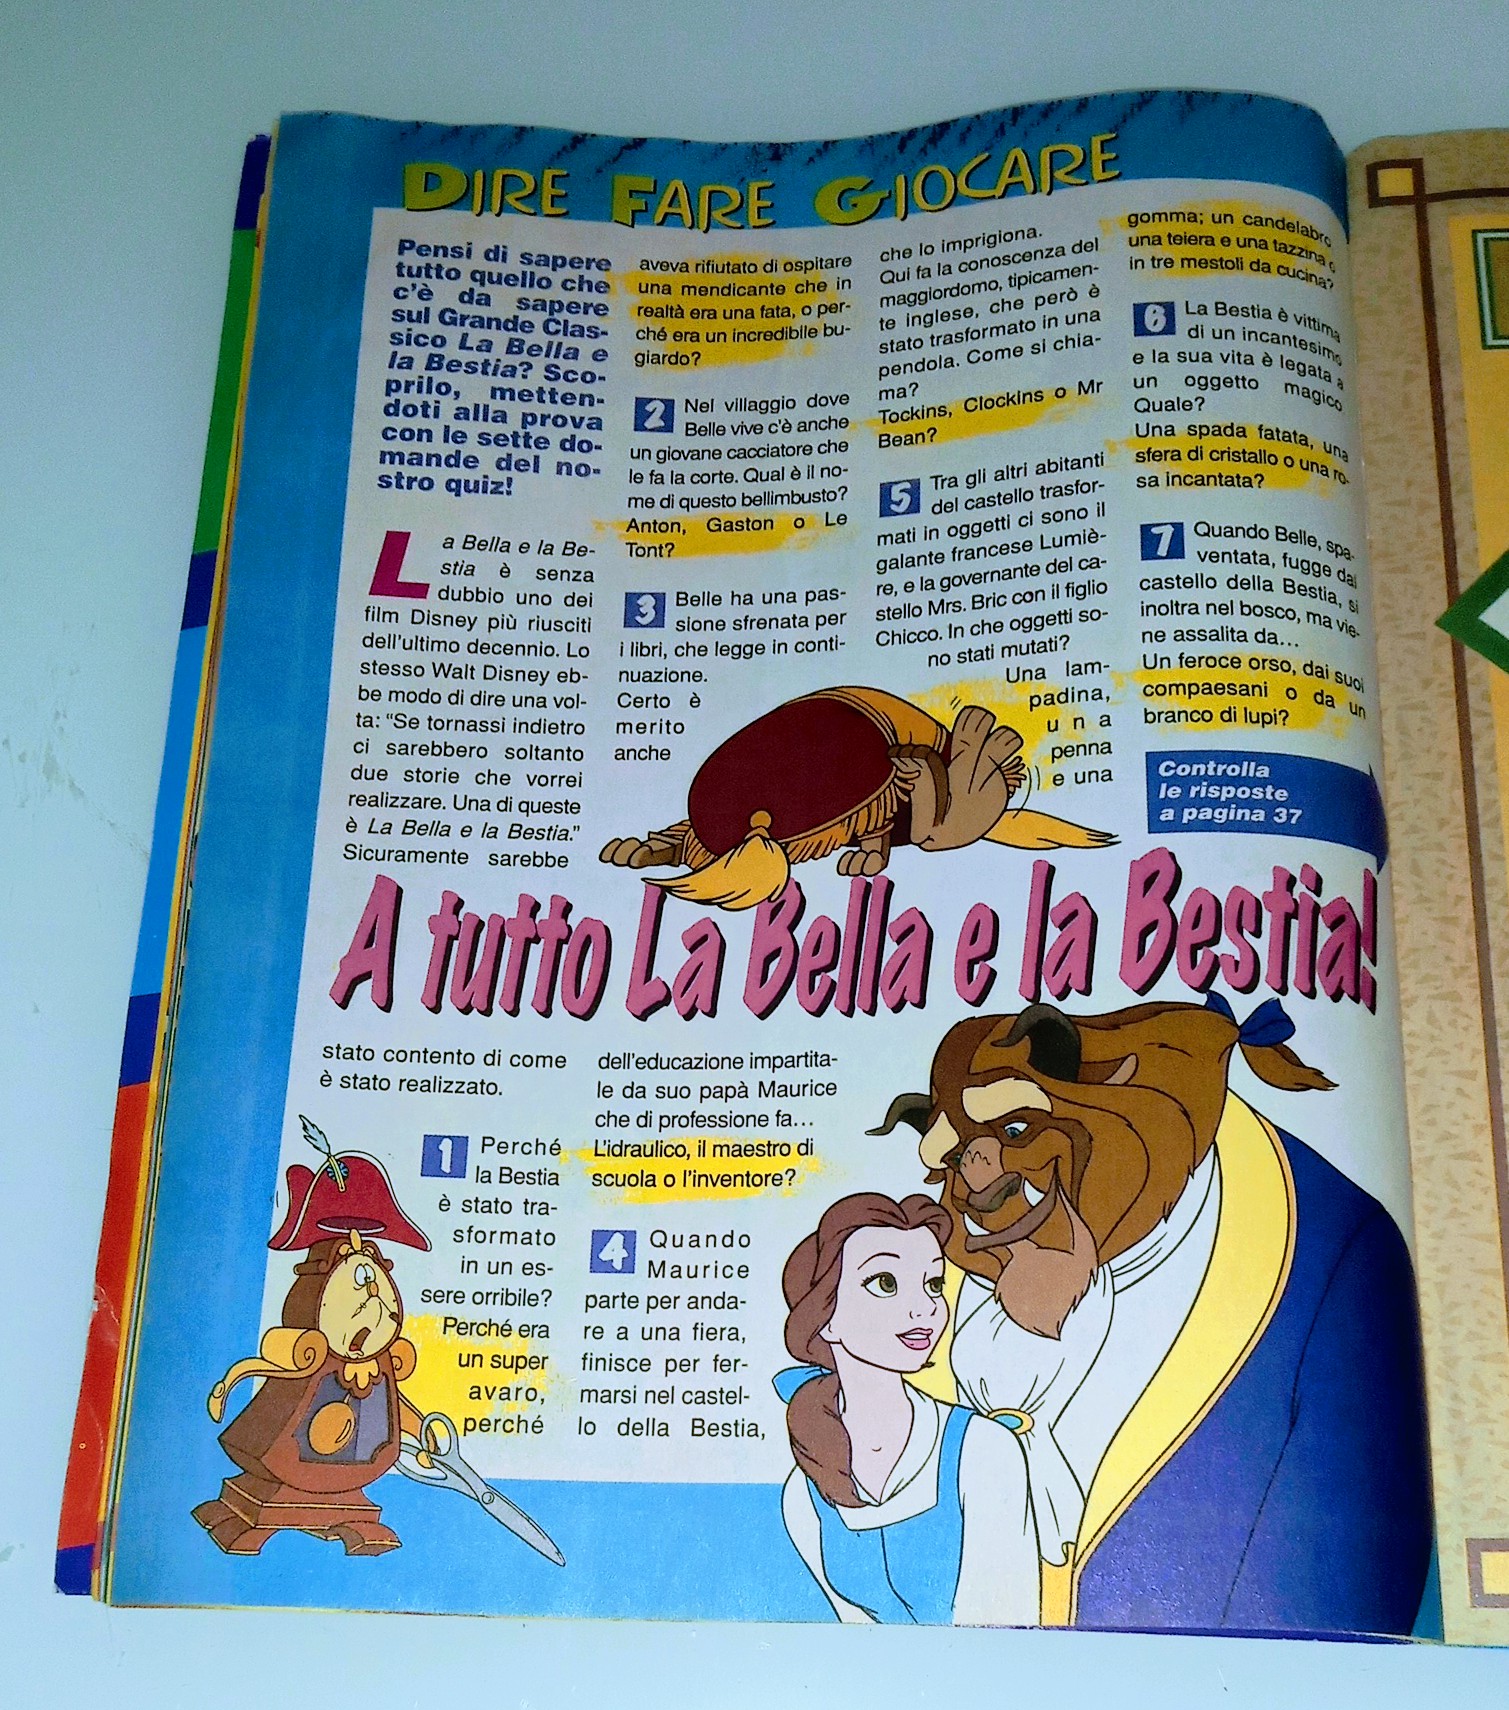 DIRE FARE GIOCARE
Pensi di sapere
tutto quello che
c'è da sapere
sul Grande Clas-
sico La Bella e
la Bestia? Sco-
prilo, metten-
doti alla prova
con le sette do-
mande del no-
stro quiz!
La Bella e la Be-
stia è senza
dubbio uno dei
film Disney più riusciti
dell'ultimo decennio. Lo
stesso Walt Disney eb-
be modo di dire una vol-
ta: “Se tornassi indietro
ci sarebbero soltanto
due storie che vorrei
realizzare. Una di queste
è La Bella e la Bestia.”
Sicuramente sarebbe
A tutto La Bella e la Bestia!
stato contento di come
è stato realizzato.
1 Perché
la Bestia
è stato tra-
sformato
in un es-
sere orribile?
Perché era
un super
avaro,
perché
aveva rifiutato di ospitare
una mendicante che in
realtà era una fata, o per-
ché era un incrediblle bu-
giardo?
2 Nel villaggio dove
Belle vive c'è anche
un giovane cacciatore che
le fa la corte. Qual è il no-
me di questo bellimbusto?
Anton, Gaston o Le
Tont?
3 Belle ha una pas-
sione sfrenata per
i libri, che legge in conti-
nuazione.
Certo è
merito
anche
dell'educazione impartita-
le da suo papà Maurice
che di professione fa...
L'idraulico, il maestro di
scuola o l'inventore?
4 Quando
Maurice
parte per anda-
re a una fiera,
finisce per fer-
marsi nel castel-
lo della Bestia,
che lo imprigiona.
Qui fa la conoscenza del
maggiordomo, tipicamen-
te inglese, che però è
stato trasformato in una
pendola. Come si chia-
ma?
Tockins, Clockins o Mr
Bean?
5 Tra gli altri abitanti
del castello trasfor-
mati in oggetti ci sono il
galante francese Lumiè-
re, e la governante del ca-
stello Mrs. Bric con il figlio
Chicco. In che oggetti so-
no stati mutati?
Una lam-
padina,
una
penna
e una
gomma; un candelabro
una teiera e una tazzina o
in tre mestoli da cucina?
6 La Bestia è vittima
di un incantesimo
e la sua vita è legata a
un oggetto magico
Quale?
Una spada fatata, una
sfera di cristallo o una ro-
sa incantata?
7 Quando Belle, spa-
ventata, fugge dal
castello della Bestia, si
inoltra nel bosco, ma vie-
ne assalita da...
Un feroce orso, dai suoi
compaesani o da un
branco di lupi?
Controlla
le risposte
a pagina 37